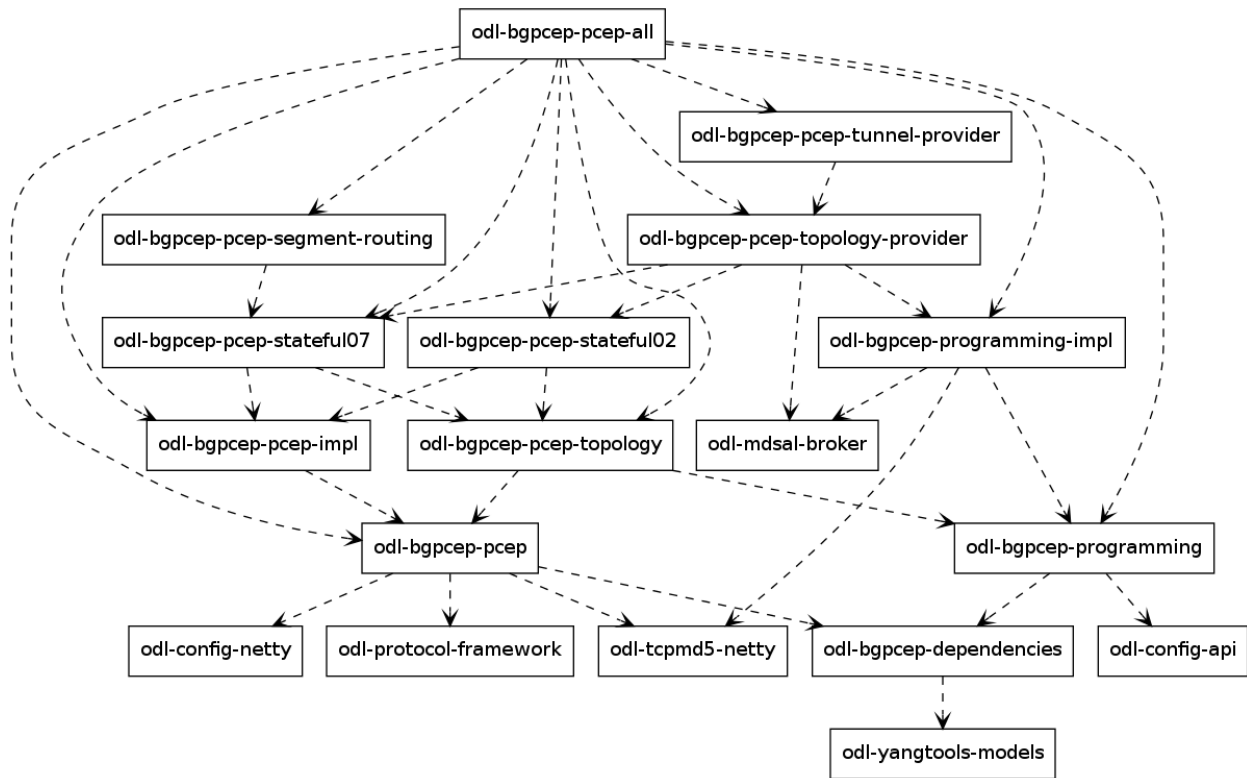 odl-bgpcep-pcep-all
odl-bgpcep-pcep-tunnel-provider
odl-bgpcep-pcep-segment-routing
odl-bgpcep-pcep-topology-provider
odl-bgpcep-pcep-stateful07
odl-bgpcep-pcep-stateful02
odl-bgpcep-programming-impl
odl-bgpcep-pcep-impl
odl-bgpcep-pcep-topology
odl-mdsal-broker
odl-bgpcep-pcep
odl-bgpcep-programming
odl-config-netty
odl-protocol-framework
odl-tcpmd5-netty
odl-bgpcep-dependencies
odl-config-api
odl-yangtools-models